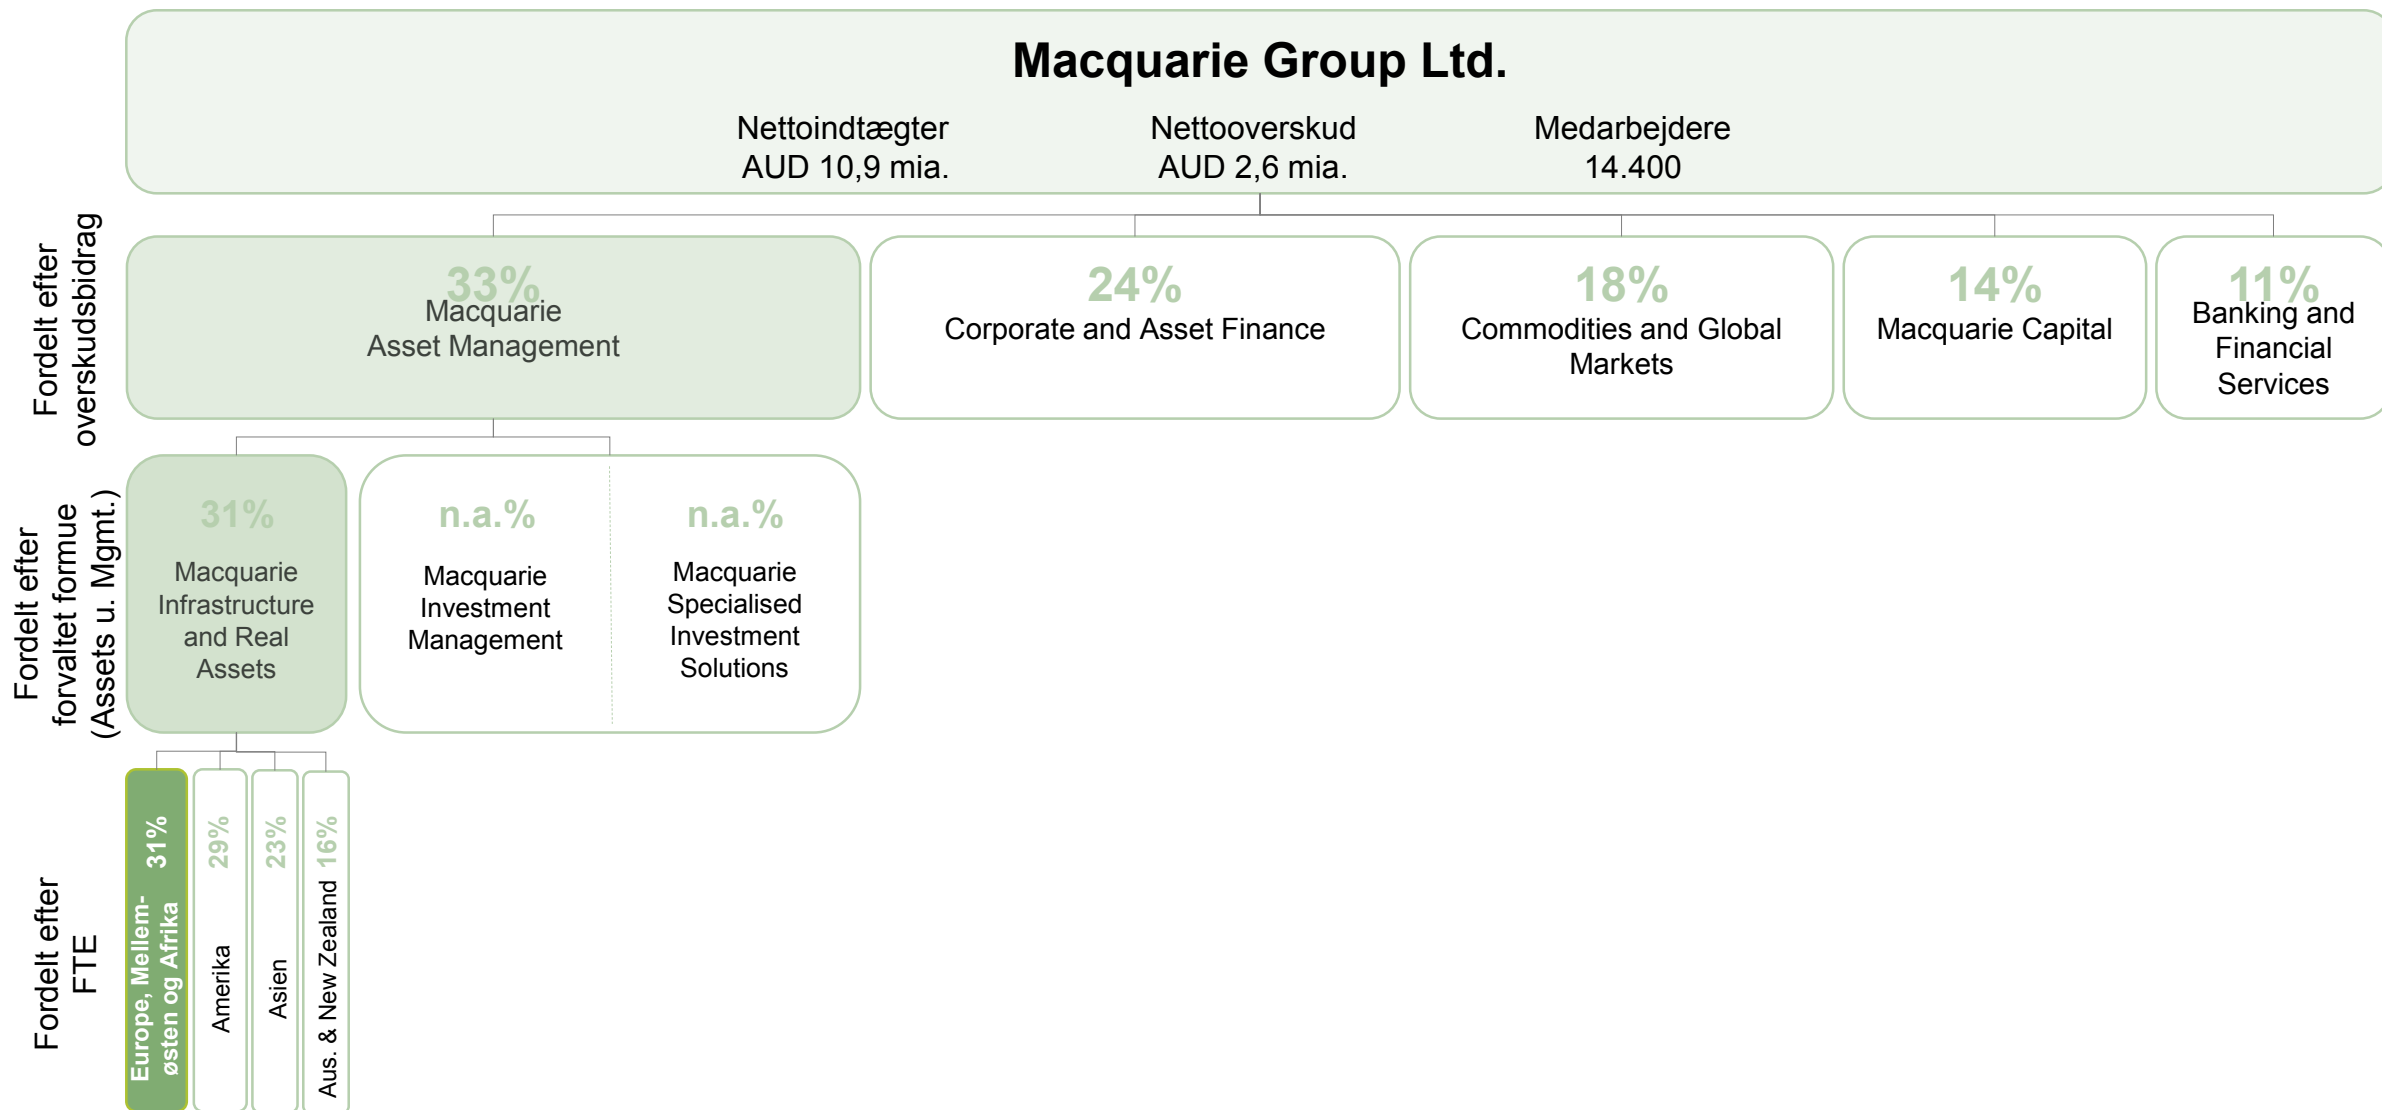 Macquarie Group Ltd.
Nettoindtægter
AUD 10,9 mia.
Nettooverskud
AUD 2,6 mia.
Medarbejdere
14.400
Fordelt efter
overskudsbidrag
33%
Macquarie
Asset Management
24%
Corporate and Asset Finance
18%
Commodities and Global
Markets
14%
Macquarie Capital
11%
Banking and
Financial
Services
Fordelt efter
forvaltet formue
(Assets u. Mgmt.)
31%
Macquarie
Infrastructure
and Real
Assets
n.a.%
Macquarie
Investment
Management
n.a.%
Macquarie
Specialised
Investment
Solutions
Fordelt efter
FTE
31%
Europe, Mellem-
østen og Afrika
29%
Amerika
23%
Asien
16%
Aus. & New Zealand